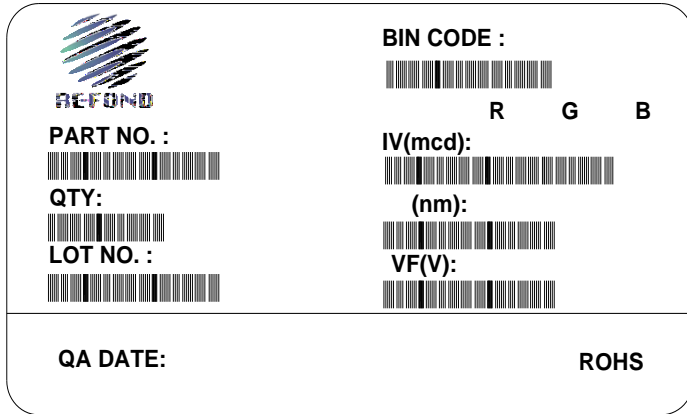 REFOND
BIN CODE :
R G B
PART NO. :
IV(mcd):
QTY:
(nm):
LOT NO. :
VF(V):
QA DATE:
ROHS